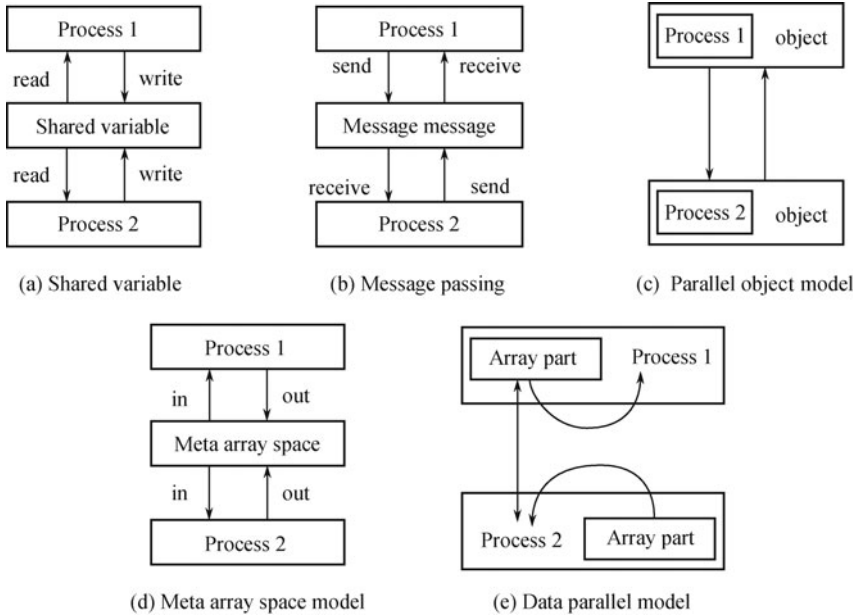 Process 1
read
write
Shared variable
read
write
Process 2
(a) Shared variable
Process 1
send
receive
Message message
receive
send
Process 2
(b) Message passing
Process 1
object
Process 2
object
(c) Parallel object model
Process 1
in
out
Meta array space
in
out
Process 2
(d) Meta array space model
Array part
Process 1
Process 2
Array part
(e) Data parallel model